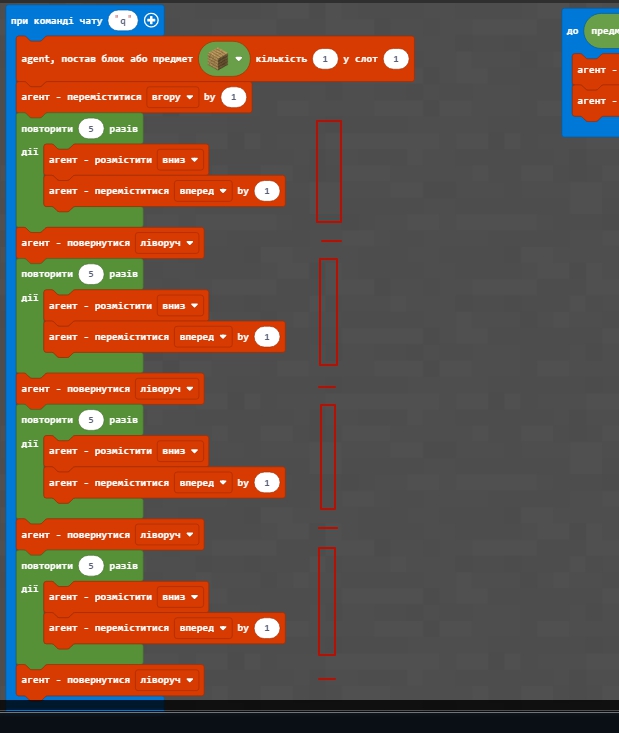 при команді чату "q"
до предм
agent, постав блок або предмет кількість 1 у слот 1
агент - переміститися вгору by 1
агент -
агент -
повторити 5 разів
дії
агент - розмістити вниз
агент - переміститися вперед by 1
агент - повернутися ліворуч
повторити 5 разів
дії
агент - розмістити вниз
агент - переміститися вперед by 1
агент - повернутися ліворуч
повторити 5 разів
дії
агент - розмістити вниз
агент - переміститися вперед by 1
агент - повернутися ліворуч
повторити 5 разів
дії
агент - розмістити вниз
агент - переміститися вперед by 1
агент - повернутися ліворуч